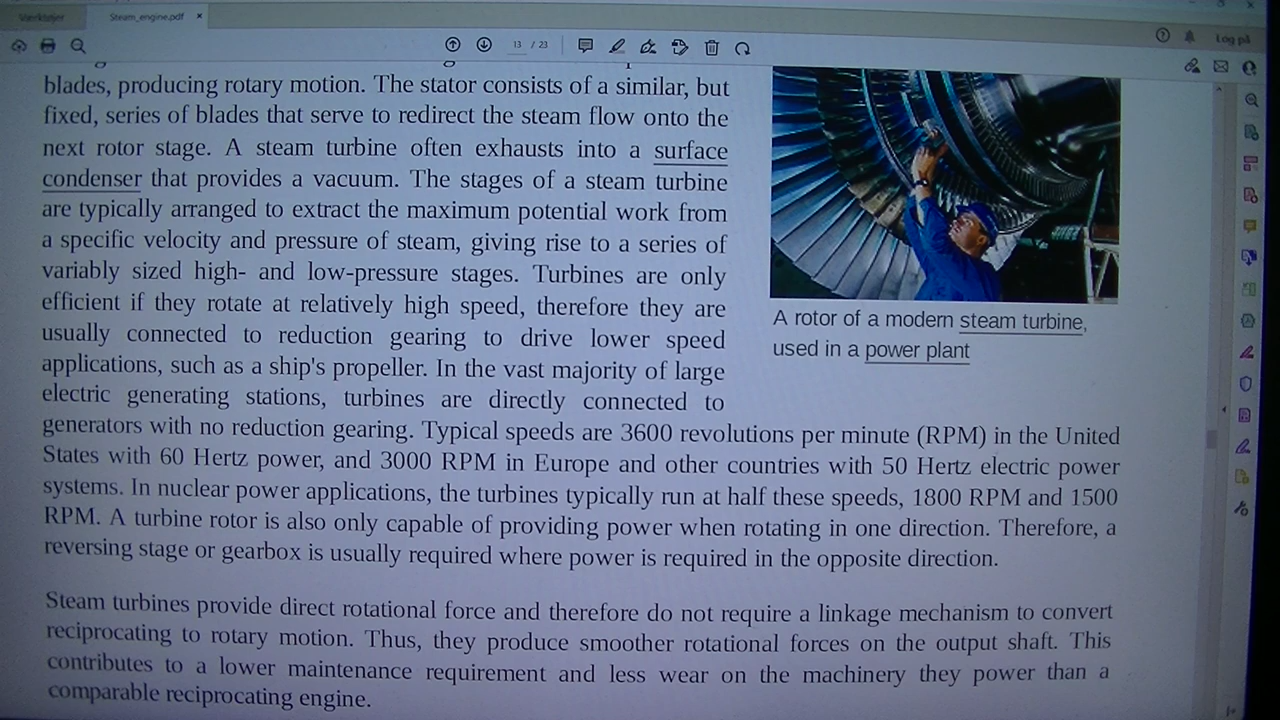 Værktøjer
Steam_engine.pdf ×
Log på
13 / 23
blades, producing rotary motion. The stator consists of a similar, but
fixed, series of blades that serve to redirect the steam flow onto the
next rotor stage. A steam turbine often exhausts into a surface
condenser that provides a vacuum. The stages of a steam turbine
are typically arranged to extract the maximum potential work from
a specific velocity and pressure of steam, giving rise to a series of
variably sized high- and low-pressure stages. Turbines are only
efficient if they rotate at relatively high speed, therefore they are
usually connected to reduction gearing to drive lower speed
applications, such as a ship's propeller. In the vast majority of large
electric generating stations, turbines are directly connected to
generators with no reduction gearing. Typical speeds are 3600 revolutions per minute (RPM) in the United
States with 60 Hertz power, and 3000 RPM in Europe and other countries with 50 Hertz electric power
systems. In nuclear power applications, the turbines typically run at half these speeds, 1800 RPM and 1500
RPM. A turbine rotor is also only capable of providing power when rotating in one direction. Therefore, a
reversing stage or gearbox is usually required where power is required in the opposite direction.
A rotor of a modern steam turbine,
used in a power plant
Steam turbines provide direct rotational force and therefore do not require a linkage mechanism to convert
reciprocating to rotary motion. Thus, they produce smoother rotational forces on the output shaft. This
contributes to a lower maintenance requirement and less wear on the machinery they power than a
comparable reciprocating engine.